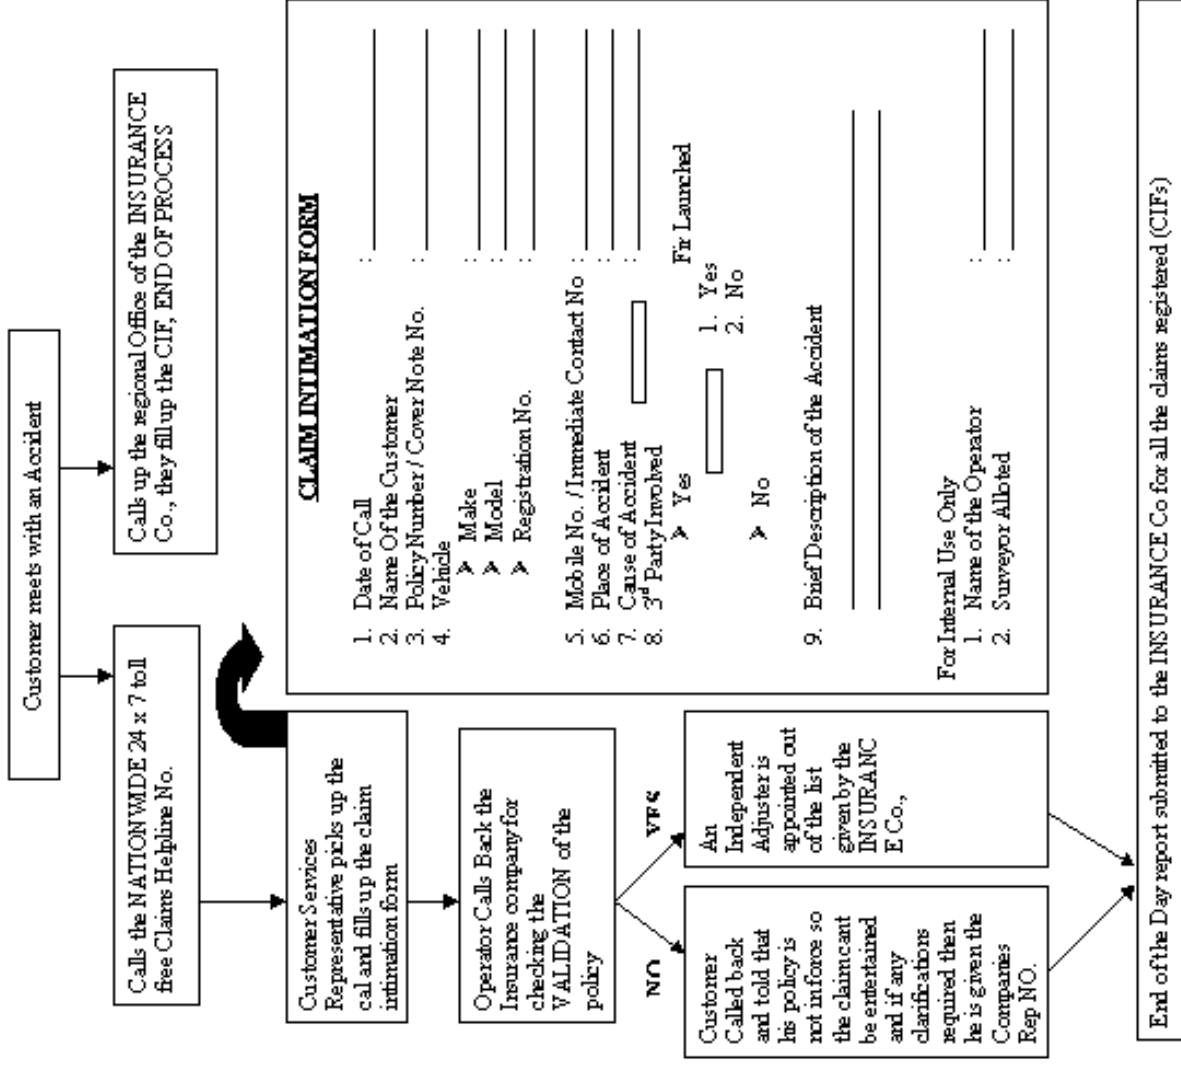 Customer meets with an Accident
Calls the NATIONWIDE 24 x 7 toll
free Claims Helpline No.
Calls up the regional Office of the INSURANCE
Co., they fill up the CIF, END OF PROCESS
Customer Services
Representative picks up the
cal and fills up the claim
intimation form
Operator Calls Back the
Insurance company for
checking the
VALIDATION of the
policy
NO
YES
Customer
Called back
and told that
his policy is
not in force so
the claim cant
be entertained
and if any
clarifications
required then
he is given the
Companies
Rep NO.
An
Independent
Adjuster is
appointed out
of the list
given by the
INSURANC
E Co.,
CLAIM INTIMATION FORM
1. Date of Call :
2. Name Of the Customer
3. Policy Number / Cover Note No. :
4. Vehicle
➢ Make :
➢ Model :
➢ Registration No. :
5. Mobile No. / Immediate Contact No :
6. Place of Accident :
7. Cause of Accident :
8. 3rd Party Involved
➢ Yes Fir Launched
1. Yes
2. No
➢ No
9. Brief Description of the Accident
For Internal Use Only
1. Name of the Operator :
2. Surveyor Alloted :
End of the Day report submitted to the INSURANCE Co for all the claims registered (CIFs)